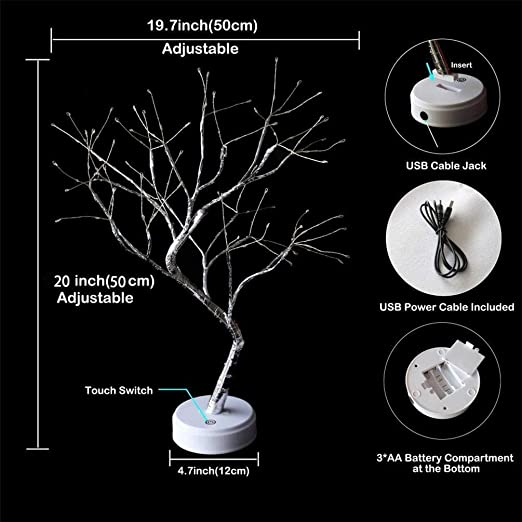 19.7inch(50cm)
Adjustable
20 inch(50cm)
Adjustable
Touch Switch
4.7inch(12cm)
Insert
USB Cable Jack
USB Power Cable Included
3*AA Battery Compartment
at the Bottom